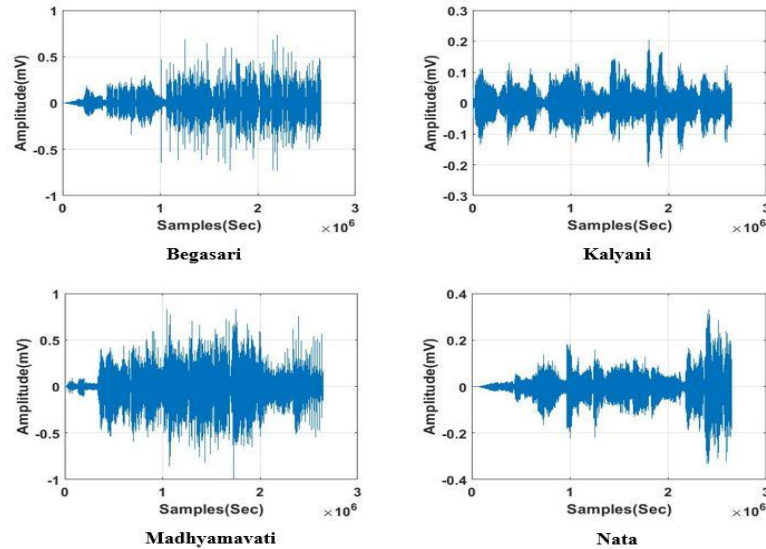 1
0.5
0
-0.5
-1
Amplitude(mV)
0 1 2 3
Samples(Sec) ×10^6
Begasari
0.3
0.2
0.1
0
-0.1
-0.2
-0.3
Amplitude(mV)
0 1 2 3
Samples(Sec) ×10^6
Kalyani
1
0.5
0
-0.5
-1
Amplitude(mV)
0 1 2 3
Samples(Sec) ×10^6
Madhyamavati
0.4
0.2
0
-0.2
-0.4
Amplitude(mV)
0 1 2 3
Samples(Sec) ×10^6
Nata